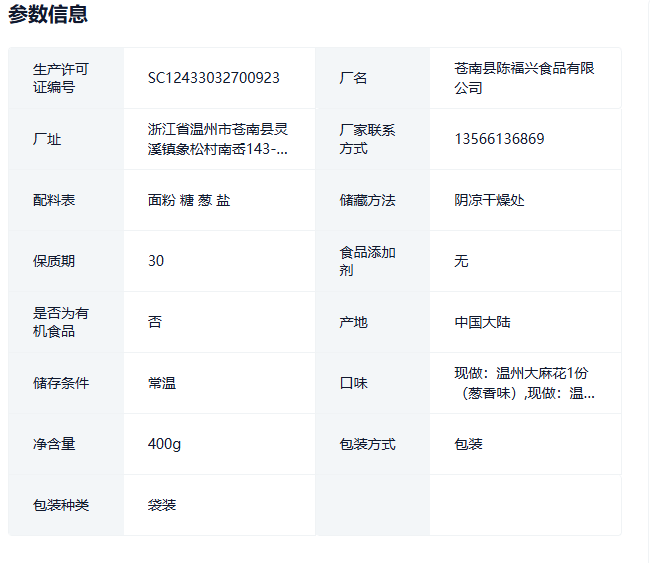 参数信息
生产许可
证编号
SC12433032700923
厂名
苍南县陈福兴食品有限
公司
厂址
浙江省温州市苍南县灵
溪镇象松村南岙143-...
厂家联系
方式
13566136869
配料表
面粉 糖 葱 盐
储藏方法
阴凉干燥处
保质期
30
食品添加
剂
无
是否为有
机食品
否
产地
中国大陆
储存条件
常温
口味
现做：温州大麻花1份
（葱香味）,现做：温...
净含量
400g
包装方式
包装
包装种类
袋装